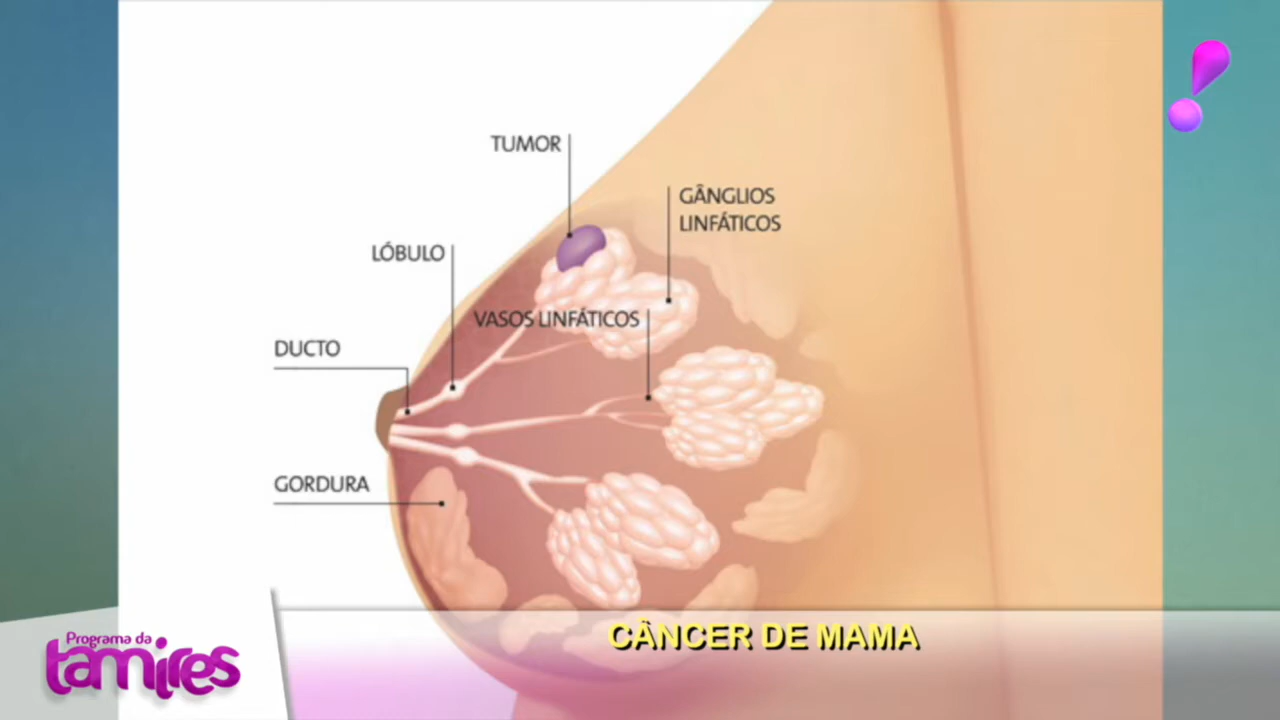 TUMOR
GÂNGLIOS
LINFÁTICOS
LÓBULO
VASOS LINFÁTICOS
DUCTO
GORDURA
CÂNCER DE MAMA
Programa da
tamires